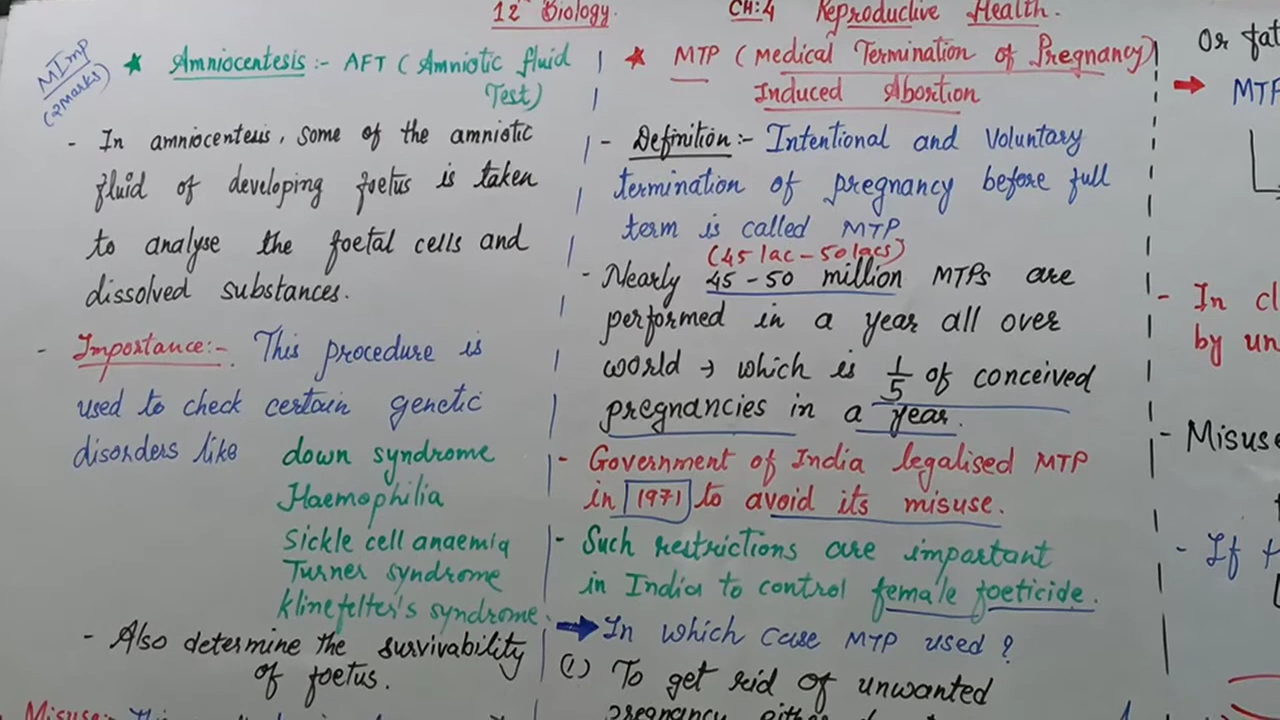 12th Biology. CH:4 Reproductive Health.
MImp
(2marks)
★ Amniocentesis :- AFT (Amniotic fluid
Test)
- In amniocentesis, some of the amniotic
fluid of developing foetus is taken
to analyse the foetal cells and
dissolved substances.
- Importance:- This procedure is
used to check certain genetic
disorders like down syndrome
Haemophilia
Sickle cell anaemia
Turner syndrome
klinefelter's syndrome
- Also determine the survivability
of foetus.
Misuse:-
★ MTP (Medical Termination of Pregnancy)
Induced Abortion
- Definition :- Intentional and voluntary
termination of pregnancy before full
term is called MTP
(45 lac - 50 lacs)
- Nearly 45-50 million MTPs are
performed in a year all over
world → which is 1/5 of conceived
pregnancies in a year.
- Government of India legalised MTP
in 1971 to avoid its misuse.
- Such restrictions are important
in India to control female foeticide.
→ In which case MTP used?
(1) To get rid of unwanted
pregnancy
Or
→ MTP
- In
by
-
- If